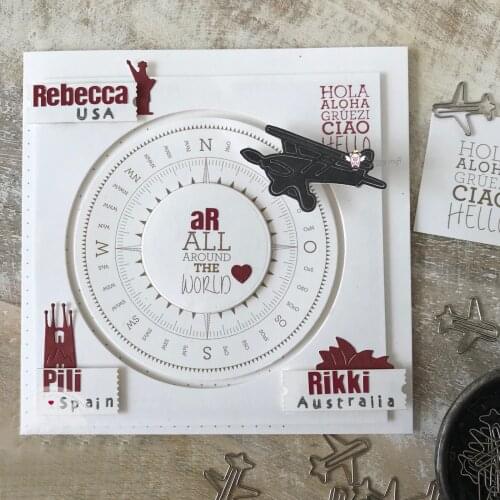 Rebecca
USA
HOLA
ALOHA
GRÜEZI
CIAO
HELLO
HOLA
ALOHA
GRÜEZI
CIAO
HELLO
N
W
O
S
aR
ALL
AROUND
THE
WORLD
Pili
Spain
Rikki
Australia